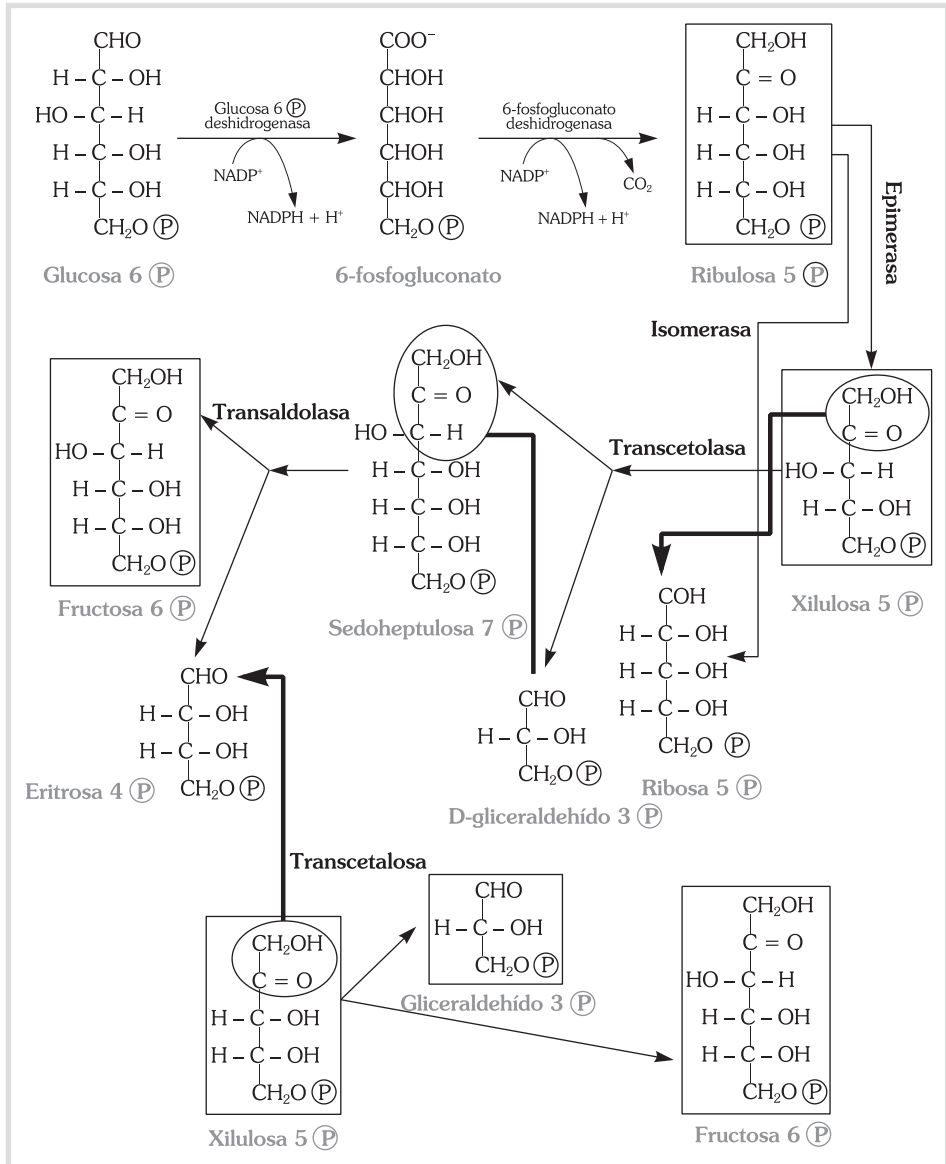 CHO
H – C – OH
HO – C – H
H – C – OH
H – C – OH
CH₂O Ⓟ
Glucosa 6 Ⓟ
Glucosa 6 Ⓟ
deshidrogenasa
NADP⁺
NADPH + H⁺
COO⁻
CHOH
CHOH
CHOH
CHOH
CH₂O Ⓟ
6-fosfogluconato
6-fosfogluconato
deshidrogenasa
NADP⁺
NADPH + H⁺
CO₂
CH₂OH
C = O
H – C – OH
H – C – OH
H – C – OH
CH₂O Ⓟ
Ribulosa 5 Ⓟ
Epimerasa
Isomerasa
CH₂OH
C = O
HO – C – H
H – C – OH
H – C – OH
CH₂O Ⓟ
Fructosa 6 Ⓟ
Transaldolasa
CH₂OH
C = O
HO – C – H
H – C – OH
H – C – OH
H – C – OH
CH₂O Ⓟ
Sedoheptulosa 7 Ⓟ
Transcetolasa
CH₂OH
C = O
HO – C – H
H – C – OH
CH₂O Ⓟ
Xilulosa 5 Ⓟ
CHO
H – C – OH
H – C – OH
CH₂O Ⓟ
Eritrosa 4 Ⓟ
CHO
H – C – OH
CH₂O Ⓟ
D-gliceraldehído 3 Ⓟ
COH
H – C – OH
H – C – OH
H – C – OH
CH₂O Ⓟ
Ribosa 5 Ⓟ
Transcetalosa
CH₂OH
C = O
H – C – OH
H – C – OH
CH₂O Ⓟ
Xilulosa 5 Ⓟ
CHO
H – C – OH
CH₂O Ⓟ
Gliceraldehído 3 Ⓟ
CH₂OH
C = O
HO – C – H
H – C – OH
H – C – OH
CH₂O Ⓟ
Fructosa 6 Ⓟ